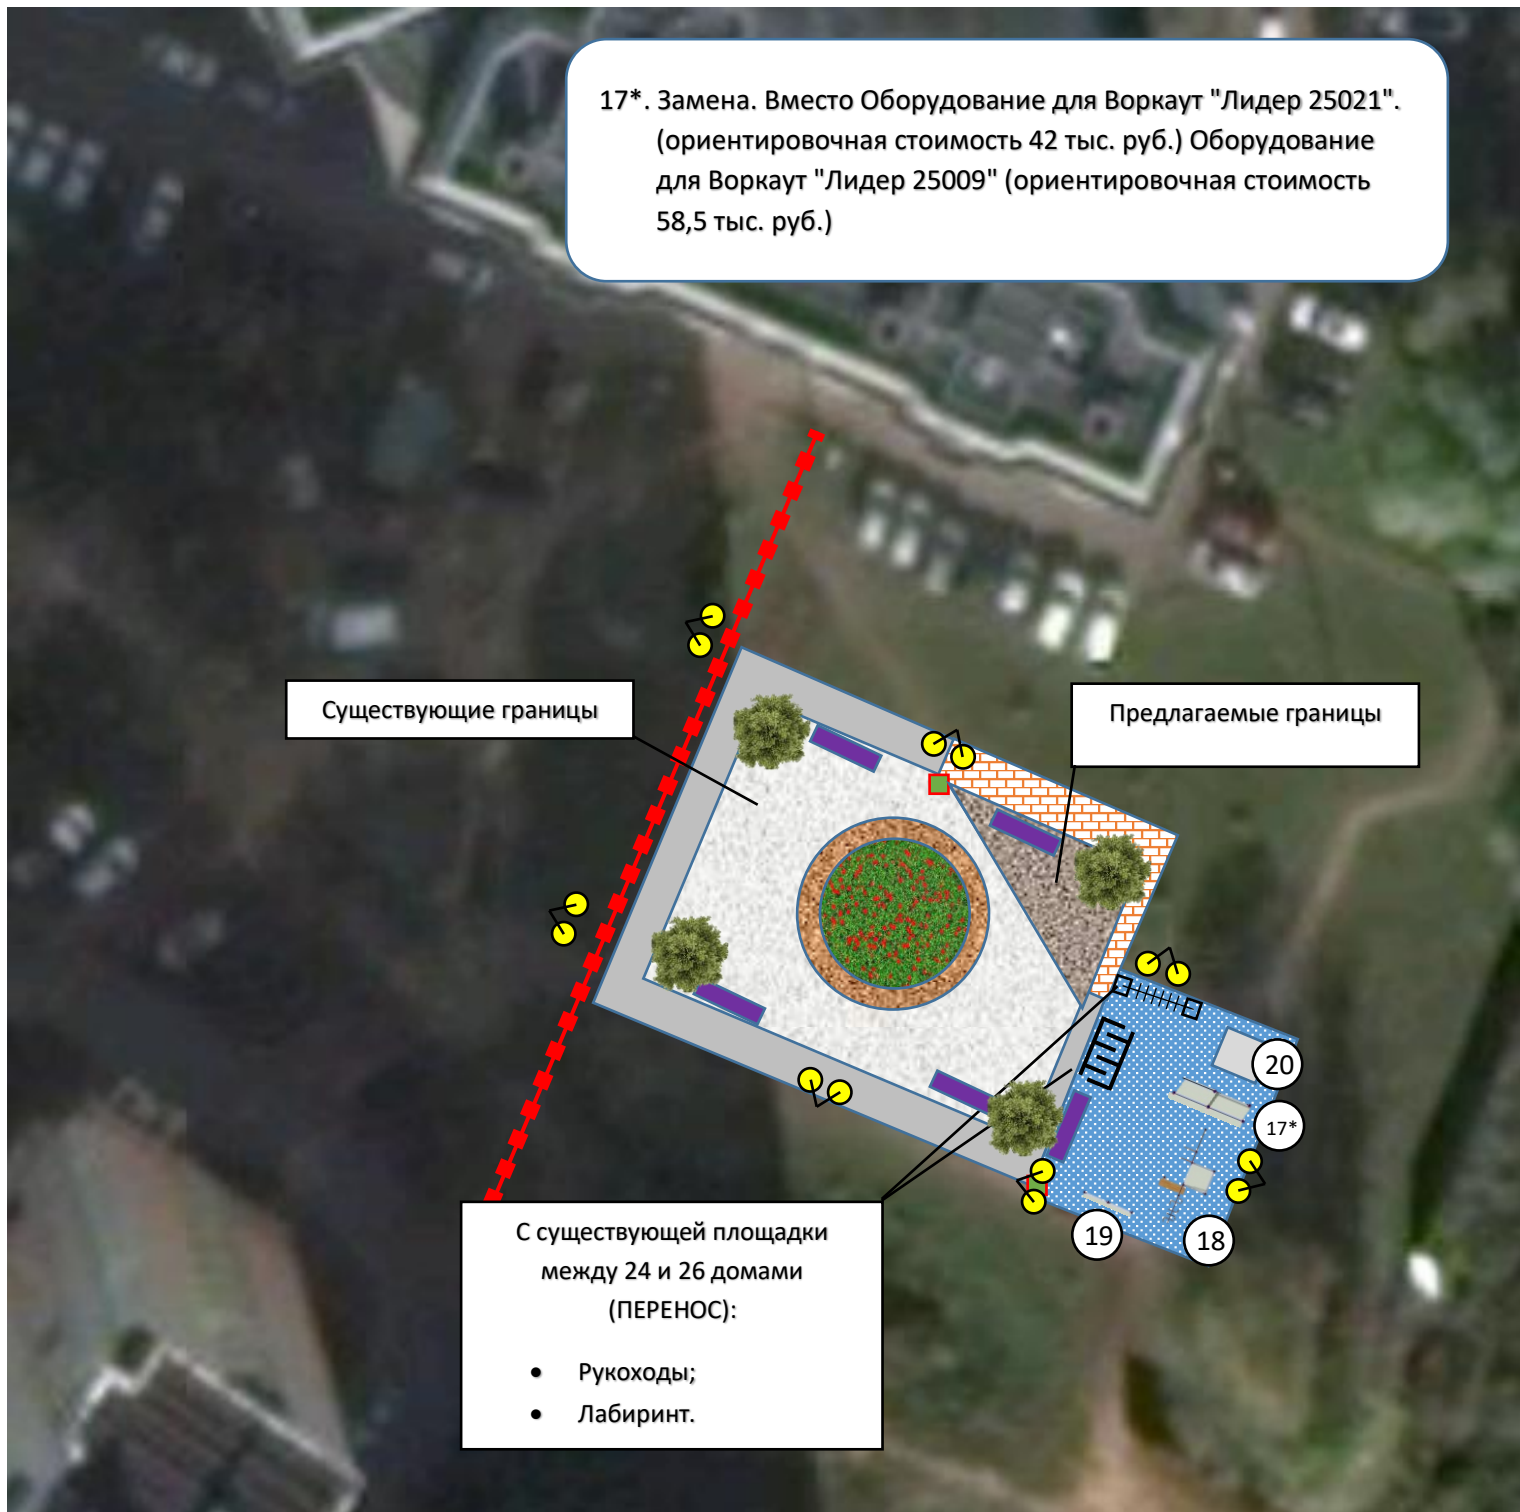 17*. Замена. Вместо Оборудование для Воркаут "Лидер 25021".
(ориентировочная стоимость 42 тыс. руб.) Оборудование
для Воркаут "Лидер 25009" (ориентировочная стоимость
58,5 тыс. руб.)
Существующие границы
Предлагаемые границы
20
17*
19
18
С существующей площадки
между 24 и 26 домами
(ПЕРЕНОС):
• Рукоходы;
• Лабиринт.